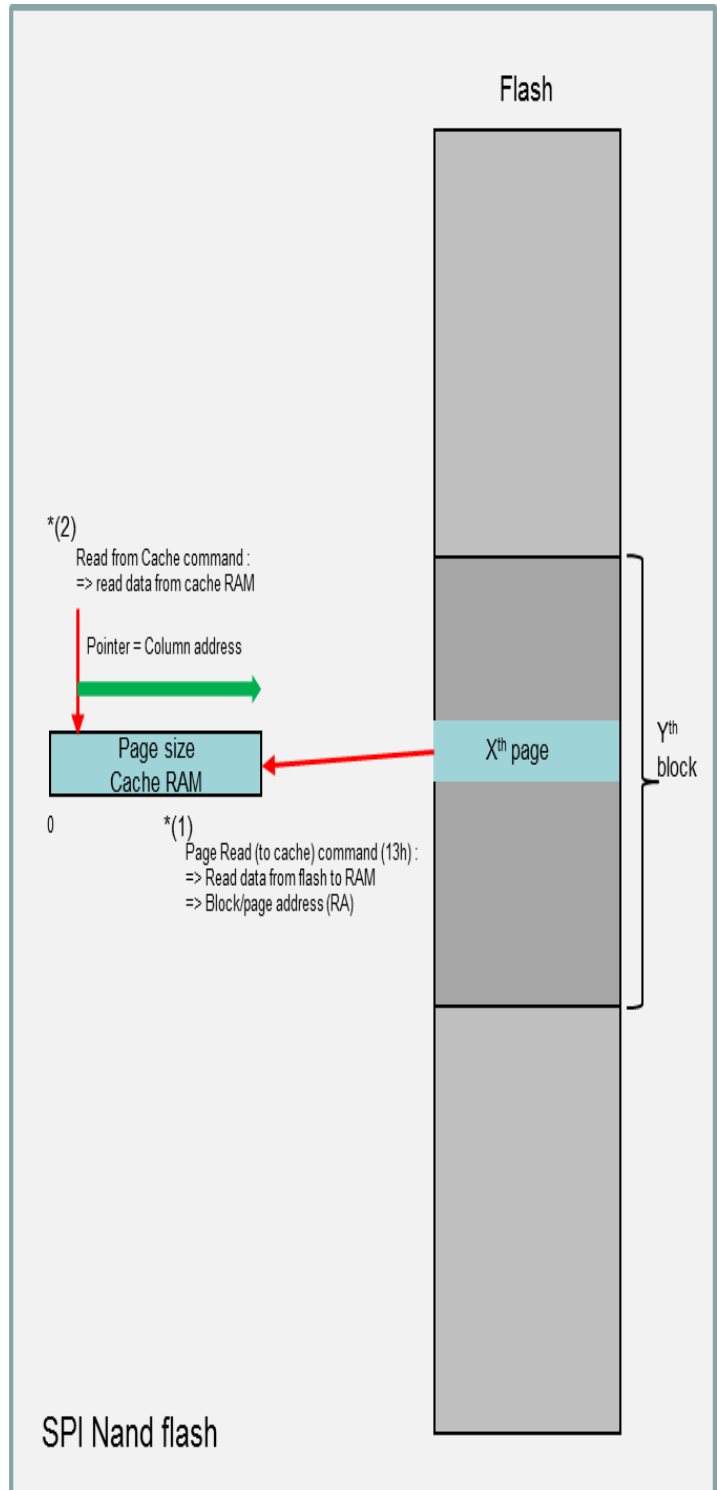 Flash
*(2)
Read from Cache command :
=> read data from cache RAM
Pointer = Column address
Page size
Cache RAM
Xth page
Yth
block
0
*(1)
Page Read (to cache) command (13h) :
=> Read data from flash to RAM
=> Block/page address (RA)
SPI Nand flash